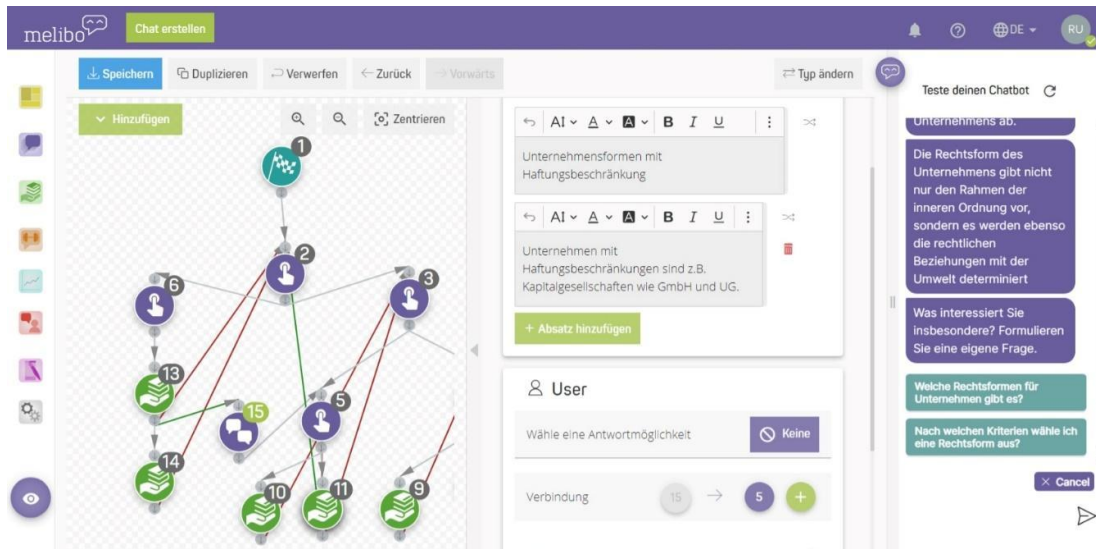 melibo
Chat erstellen
DE
RU
Speichern
Duplizieren
Verwerfen
Zurück
Vorwärts
Typ ändern
Hinzufügen
Zentrieren
1
2
3
6
13
15
5
14
10
11
9
AI A A B I U
Unternehmensformen mit
Haftungsbeschränkung
AI A A B I U
Unternehmen mit
Haftungsbeschränkungen sind z.B.
Kapitalgesellschaften wie GmbH und UG.
+ Absatz hinzufügen
User
Wähle eine Antwortmöglichkeit
Keine
Verbindung
15
5
Teste deinen Chatbot
Unternehmens ab.
Die Rechtsform des
Unternehmens gibt nicht
nur den Rahmen der
inneren Ordnung vor,
sondern es werden ebenso
die rechtlichen
Beziehungen mit der
Umwelt determiniert
Was interessiert Sie
insbesondere? Formulieren
Sie eine eigene Frage.
Welche Rechtsformen für
Unternehmen gibt es?
Nach welchen Kriterien wähle ich
eine Rechtsform aus?
Cancel